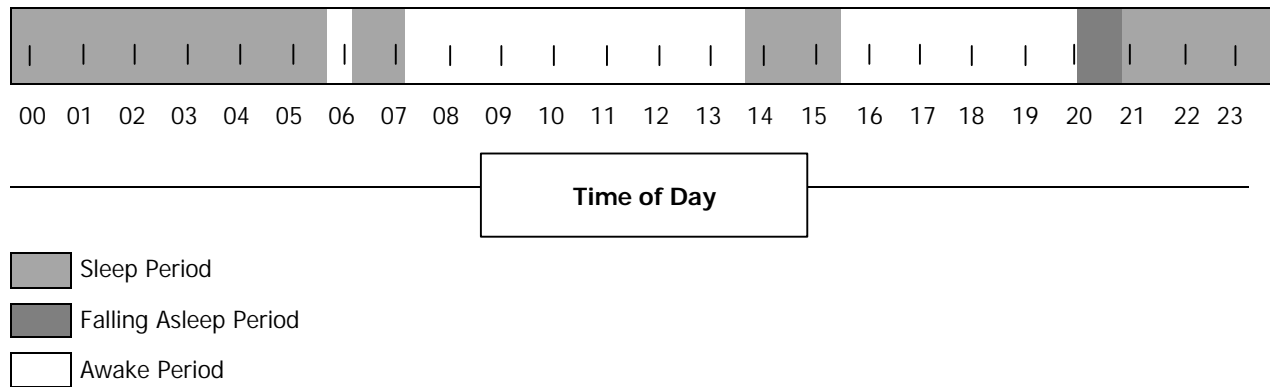 00 01 02 03 04 05 06 07 08 09 10 11 12 13 14 15 16 17 18 19 20 21 22 23
Time of Day
Sleep Period
Falling Asleep Period
Awake Period